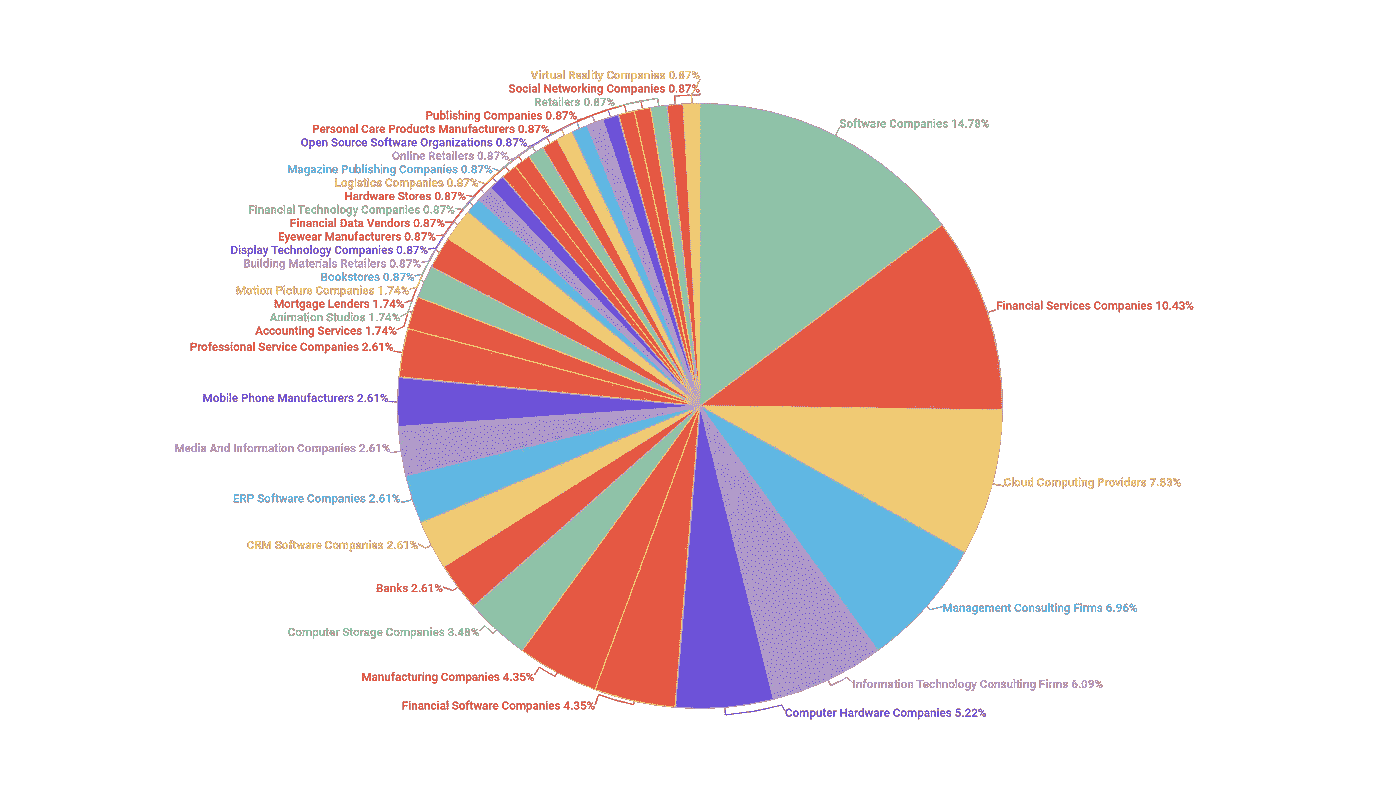 Virtual Reality Companies 0.87%
Social Networking Companies 0.87%
Retailers 0.87%
Publishing Companies 0.87%
Personal Care Products Manufacturers 0.87%
Open Source Software Organizations 0.87%
Online Retailers 0.87%
Magazine Publishing Companies 0.87%
Logistics Companies 0.87%
Hardware Stores 0.87%
Financial Technology Companies 0.87%
Financial Data Vendors 0.87%
Eyewear Manufacturers 0.87%
Display Technology Companies 0.87%
Building Materials Retailers 0.87%
Bookstores 0.87%
Motion Picture Companies 1.74%
Mortgage Lenders 1.74%
Animation Studios 1.74%
Accounting Services 1.74%
Professional Service Companies 2.61%
Mobile Phone Manufacturers 2.61%
Media And Information Companies 2.61%
ERP Software Companies 2.61%
CRM Software Companies 2.61%
Banks 2.61%
Computer Storage Companies 3.48%
Manufacturing Companies 4.35%
Financial Software Companies 4.35%
Software Companies 14.78%
Financial Services Companies 10.43%
Cloud Computing Providers 7.83%
Management Consulting Firms 6.96%
Information Technology Consulting Firms 6.09%
Computer Hardware Companies 5.22%